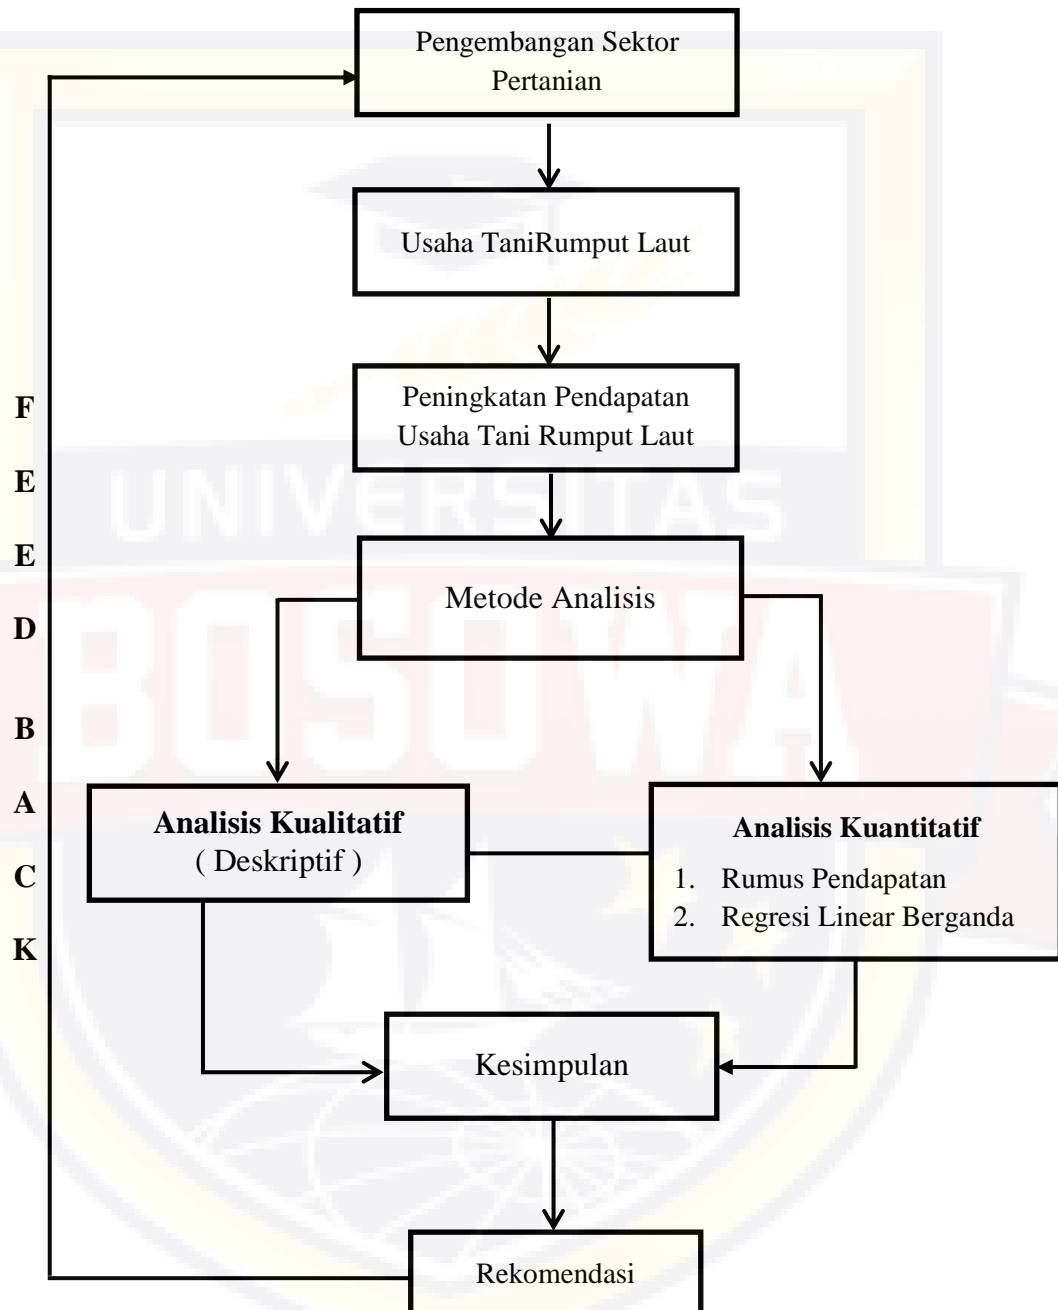 Pengembangan Sektor
Pertanian
Usaha TaniRumput Laut
Peningkatan Pendapatan
Usaha Tani Rumput Laut
Metode Analisis
F
E
E
D
B
A
C
K
Analisis Kualitatif
( Deskriptif )
Analisis Kuantitatif
1. Rumus Pendapatan
2. Regresi Linear Berganda
Kesimpulan
Rekomendasi
UNIVERSITAS
BOSOWA